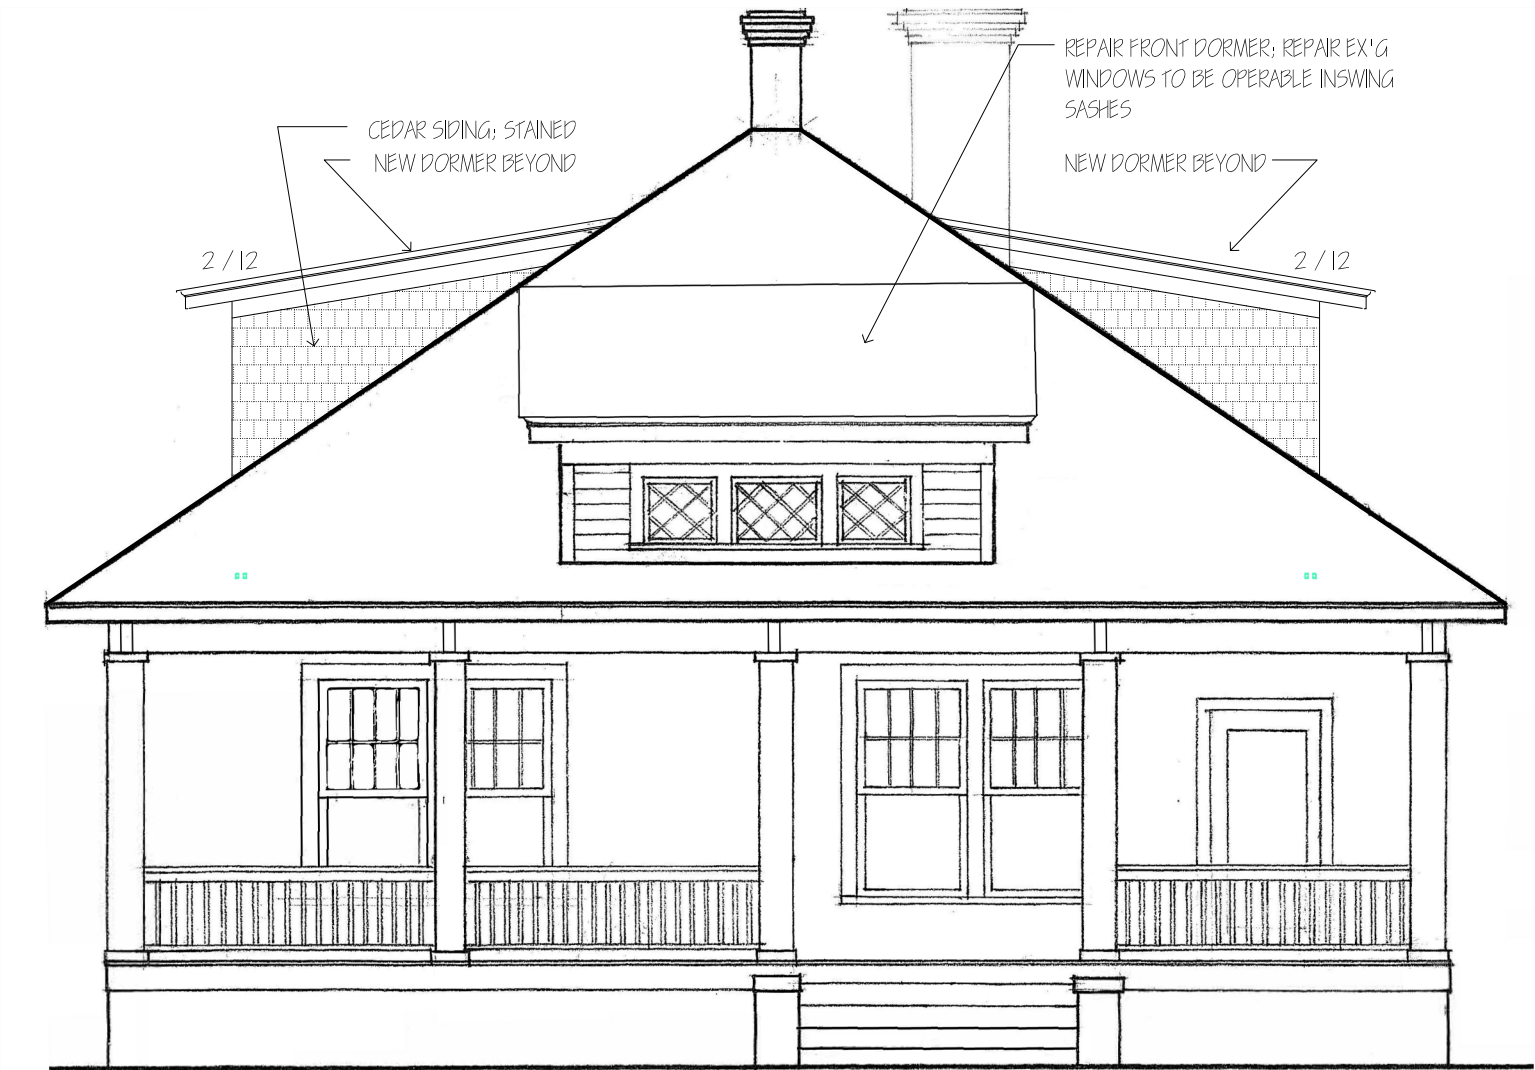 REPAIR FRONT DORMER; REPAIR EX'G
WINDOWS TO BE OPERABLE INSWING
SASHES
CEDAR SIDING; STAINED
NEW DORMER BEYOND
NEW DORMER BEYOND
2 / 12
2 / 12